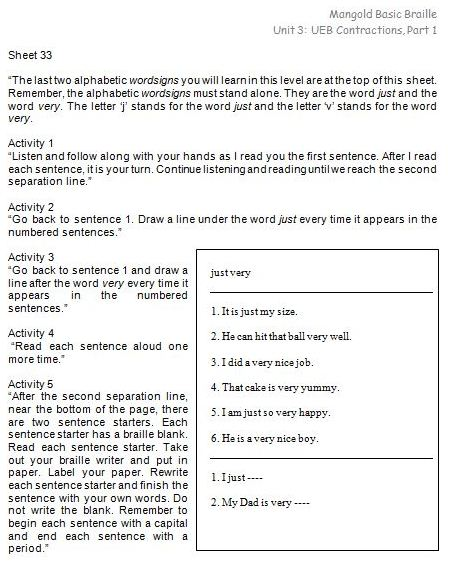 Mangold Basic Braille
Unit 3: UEB Contractions, Part 1
Sheet 33
“The last two alphabetic wordsigns you will learn in this level are at the top of this sheet.
Remember, the alphabetic wordsigns must stand alone. They are the word just and the
word very. The letter ‘j’ stands for the word just and the letter ‘v’ stands for the word
very.
Activity 1
“Listen and follow along with your hands as I read you the first sentence. After I read
each sentence, it is your turn. Continue listening and reading until we reach the second
separation line.”
Activity 2
“Go back to sentence 1. Draw a line under the word just every time it appears in the
numbered sentences.”
Activity 3
“Go back to sentence 1 and draw a
line after the word very every time it
appears in the numbered
sentences.”
Activity 4
“Read each sentence aloud one
more time.”
Activity 5
“After the second separation line,
near the bottom of the page, there
are two sentence starters. Each
sentence starter has a braille blank.
Read each sentence starter. Take
out your braille writer and put in
paper. Label your paper. Rewrite
each sentence starter and finish the
sentence with your own words. Do
not write the blank. Remember to
begin each sentence with a capital
and end each sentence with a
period.”
just very
1. It is just my size.
2. He can hit that ball very well.
3. I did a very nice job.
4. That cake is very yummy.
5. I am just so very happy.
6. He is a very nice boy.
1. I just ----
2. My Dad is very ----